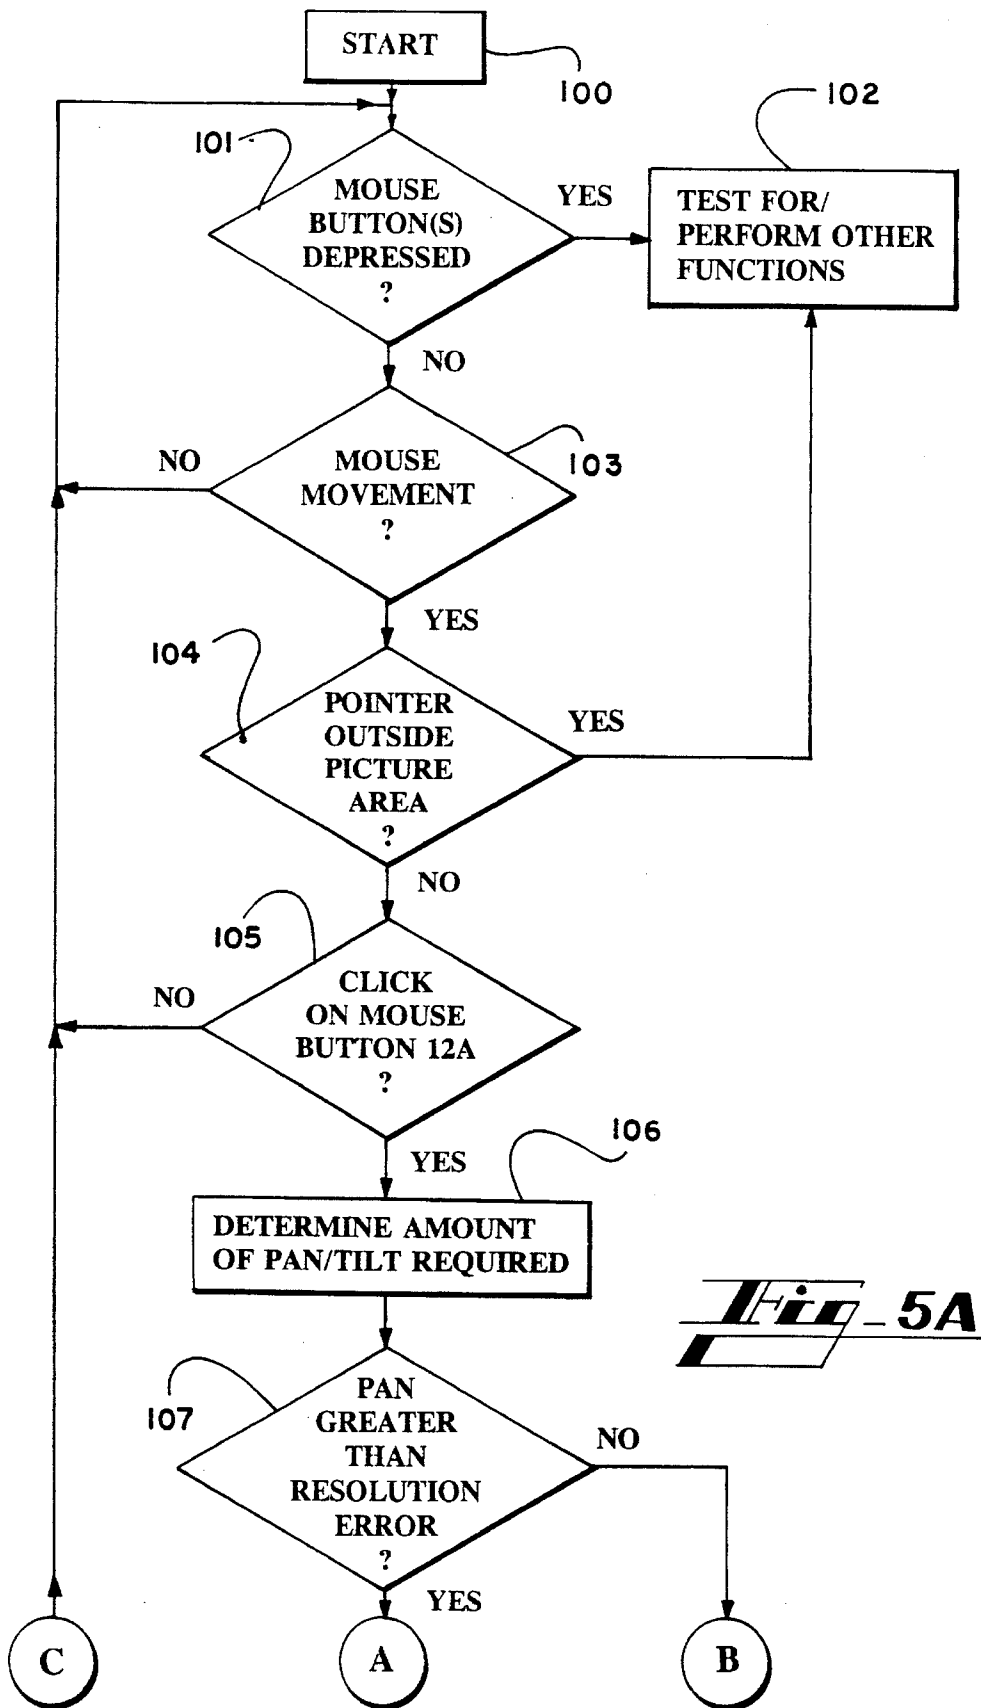 START
100
102
101
MOUSE
BUTTON(S)
DEPRESSED
?
YES
TEST FOR/
PERFORM OTHER
FUNCTIONS
NO
MOUSE
MOVEMENT
?
NO
103
YES
104
POINTER
OUTSIDE
PICTURE
AREA
?
YES
NO
105
CLICK
ON MOUSE
BUTTON 12A
?
NO
YES
106
DETERMINE AMOUNT
OF PAN/TILT REQUIRED
Fig_5A
107
PAN
GREATER
THAN
RESOLUTION
ERROR
?
NO
YES
C
A
B